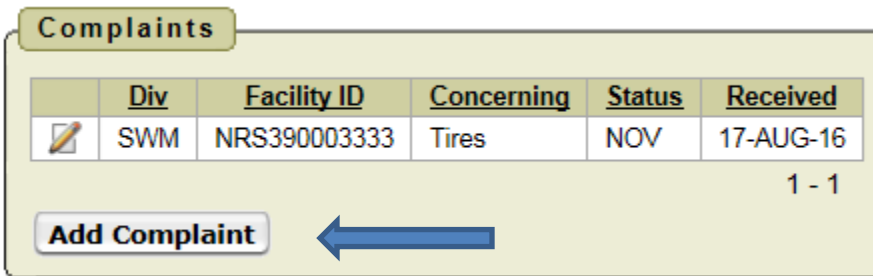 Complaints
Div Facility ID Concerning Status Received
SWM NRS390003333 Tires NOV 17-AUG-16
1 - 1
Add Complaint